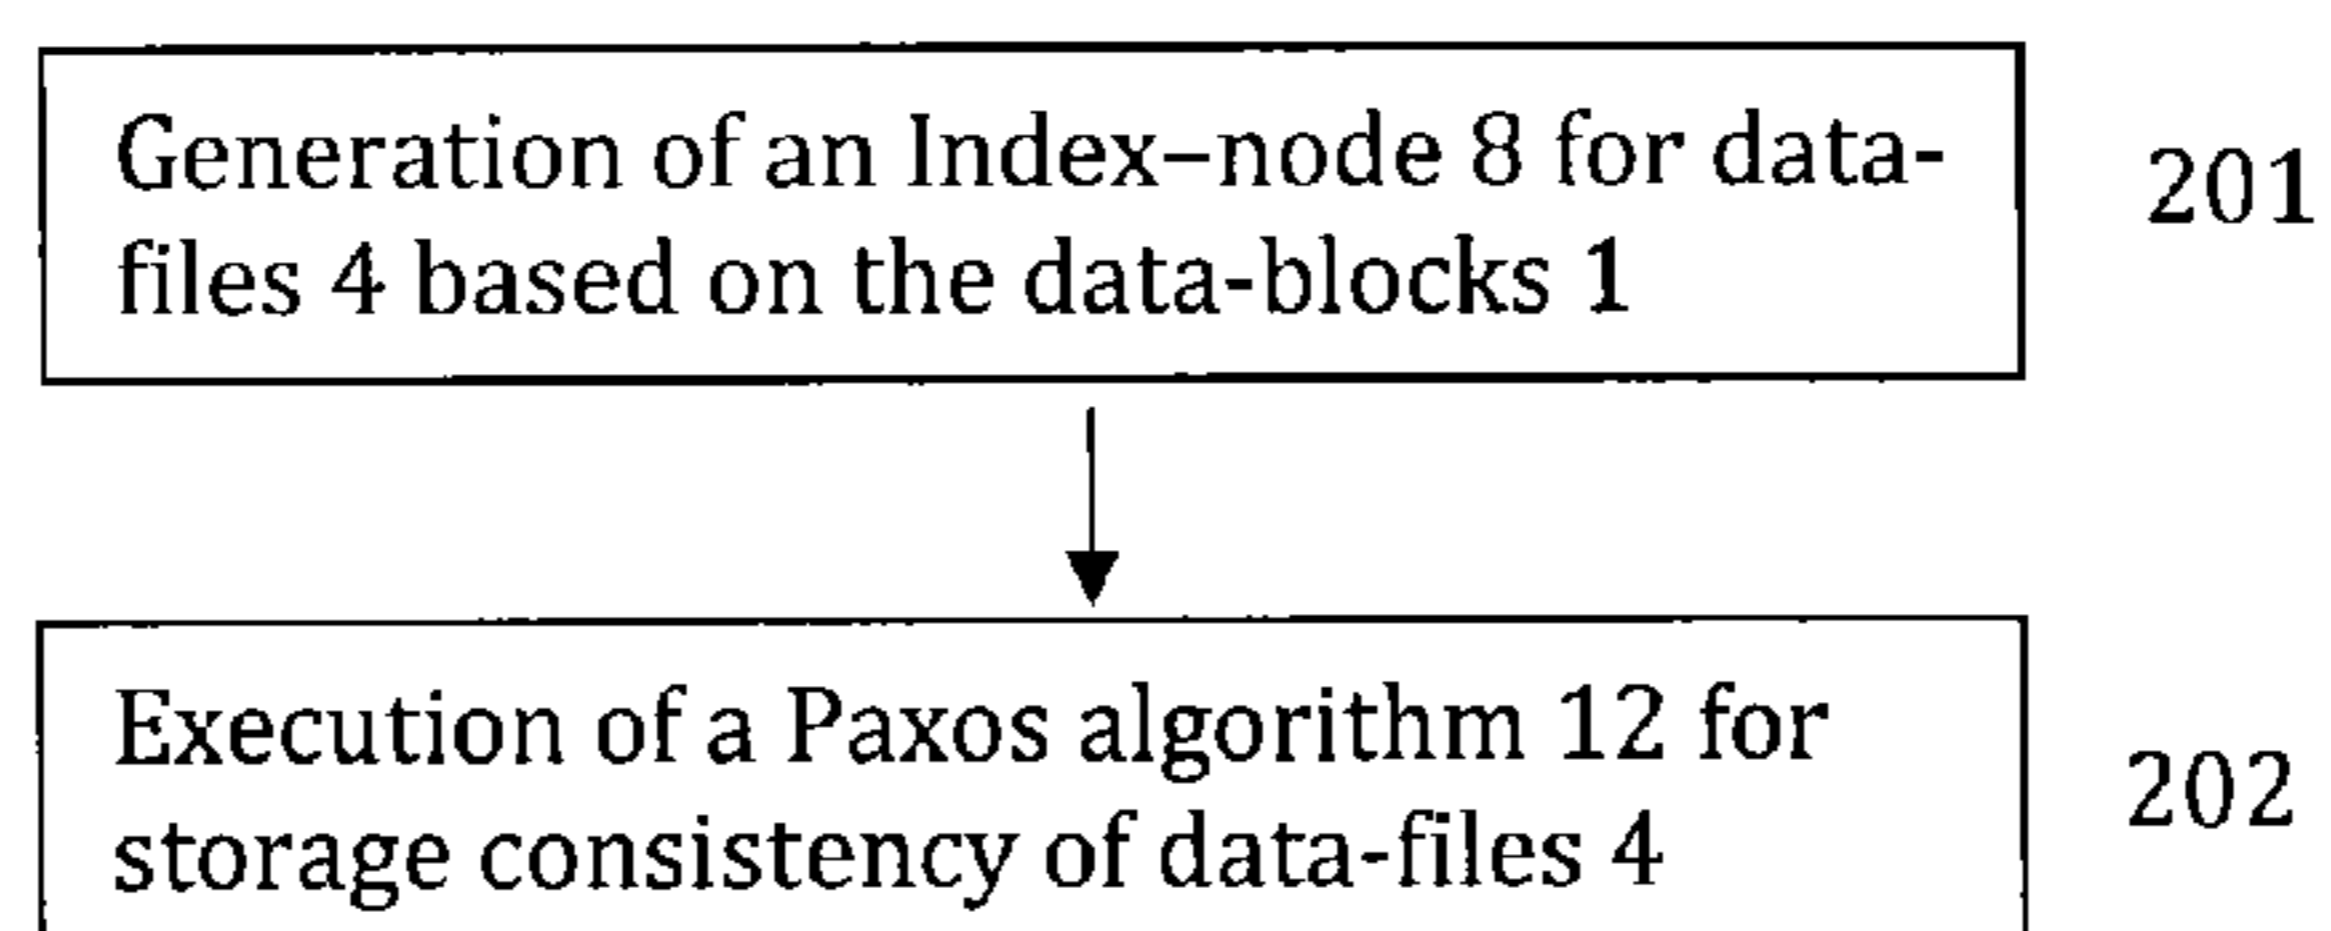 Generation of an Index–node 8 for data-
files 4 based on the data-blocks 1
201
Execution of a Paxos algorithm 12 for
storage consistency of data-files 4
202